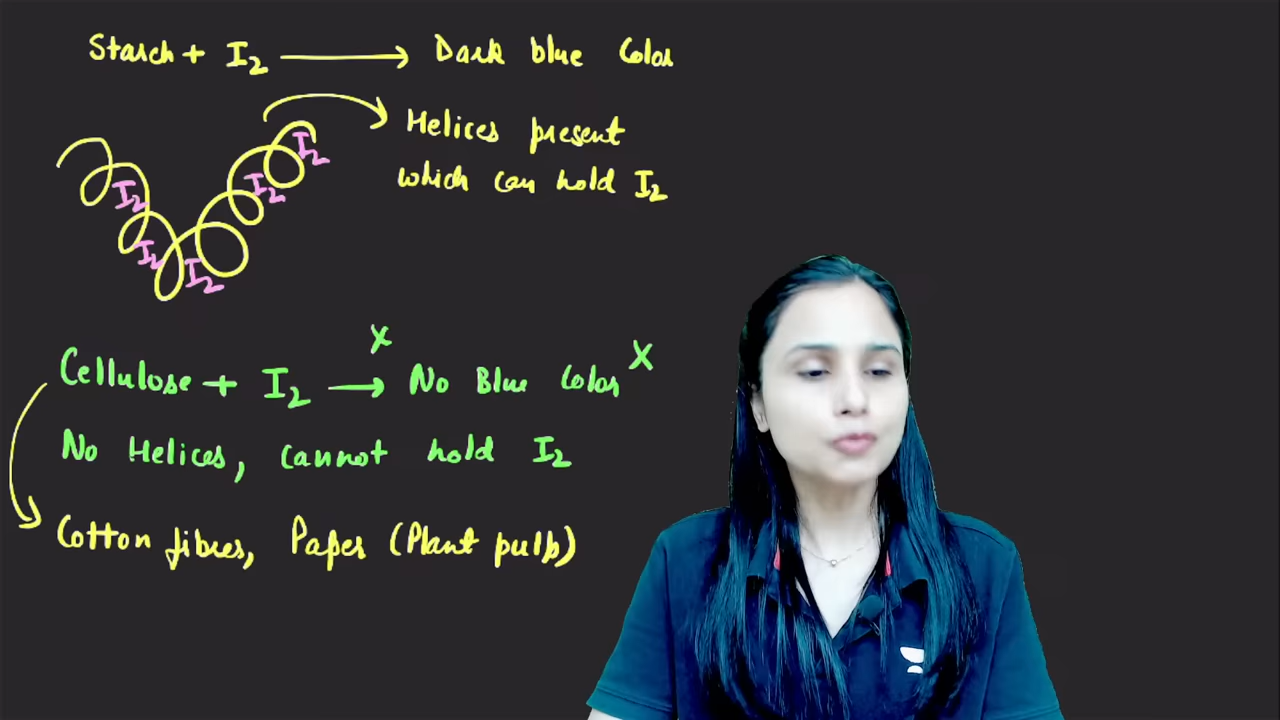 Starch + I2 → Dark blue Color
Helices present
which can hold I2
I2
I2
I2
I2
I2
Cellulose + I2 → No Blue Color X
X
No Helices, cannot hold I2
Cotton fibres, Paper (Plant pulp)